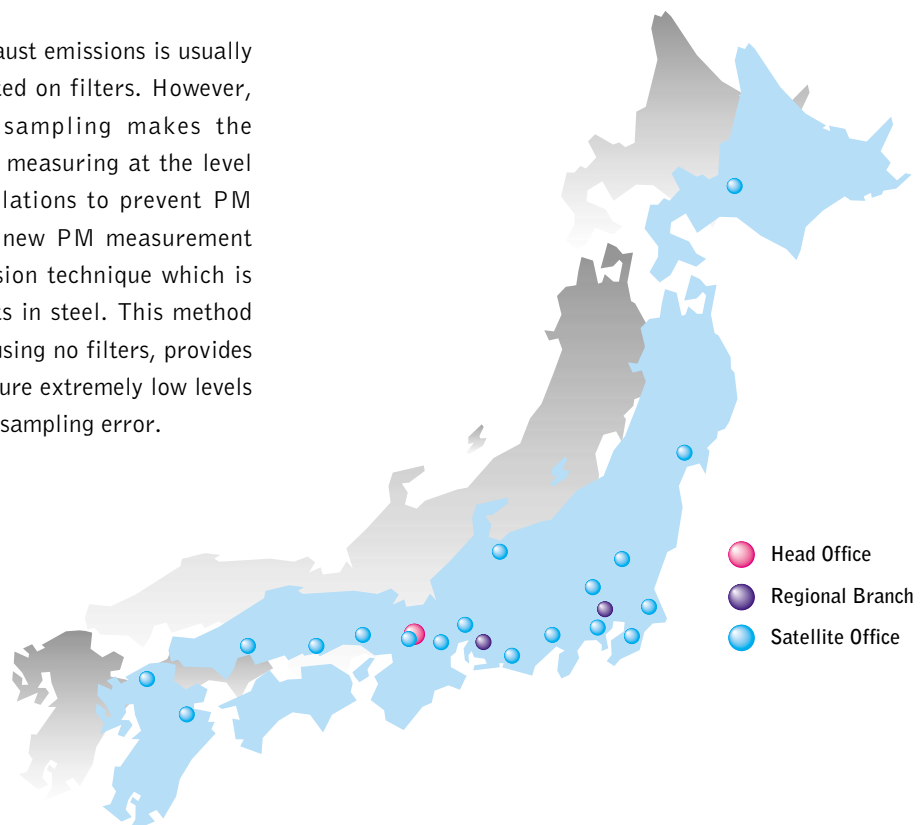 aust emissions is usually
ed on filters. However,
sampling makes the
measuring at the level
lations to prevent PM
new PM measurement
sion technique which is
s in steel. This method
using no filters, provides
ure extremely low levels
sampling error.
Head Office
Regional Branch
Satellite Office